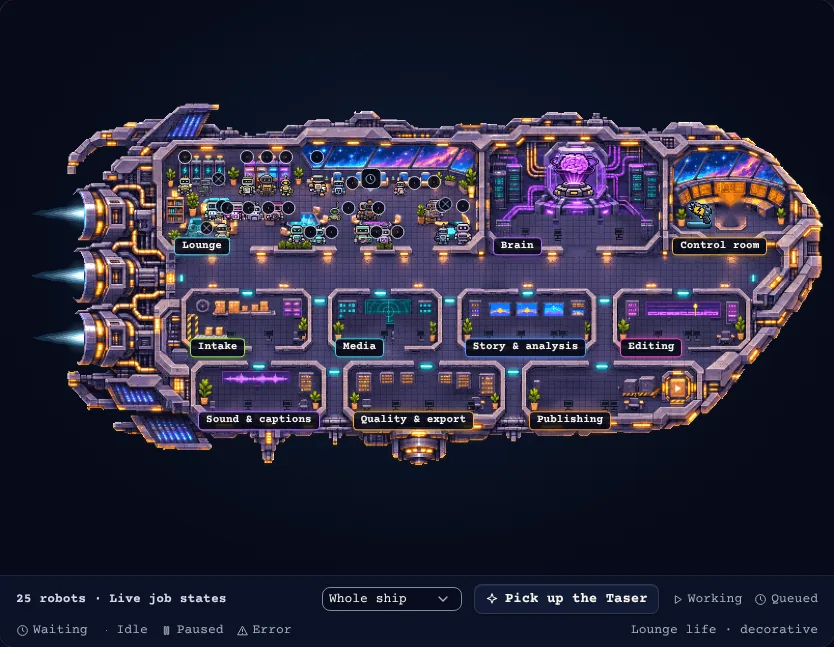 Lounge
Brain
Control room
Intake
Media
Story & analysis
Editing
Sound & captions
Quality & export
Publishing
25 robots · Live job states
Whole ship
Pick up the Taser
Working
Queued
Waiting
· Idle
Paused
Error
Lounge life · decorative